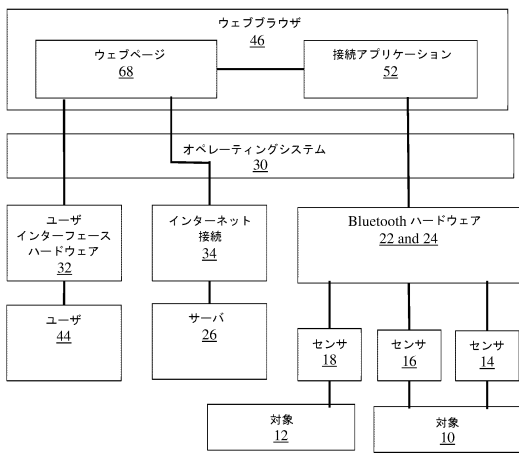 ウェブブラウザ
46
ウェブページ
68
接続アプリケーション
52
オペレーティングシステム
30
ユーザ
インターフェース
ハードウェア
32
インターネット
接続
34
Bluetooth ハードウェア
22 and 24
ユーザ
44
サーバ
26
センサ
18
センサ
16
センサ
14
対象
12
対象
10